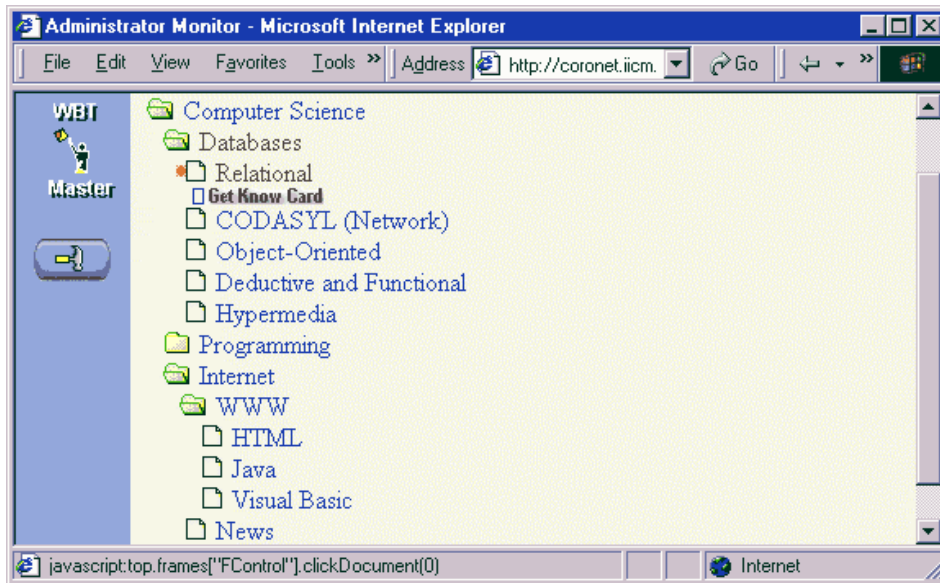 Administrator Monitor - Microsoft Internet Explorer
File Edit View Favorites Tools » Address http://coronet.iicm. Go »
WBT
Master
Computer Science
Databases
Relational
Get Know Card
CODASYL (Network)
Object-Oriented
Deductive and Functional
Hypermedia
Programming
Internet
WWW
HTML
Java
Visual Basic
News
javascript:top.frames["FControl"].clickDocument(0) Internet